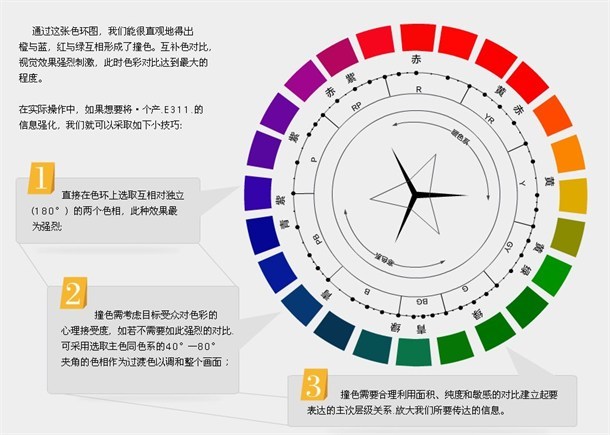 通过这张色环图，我们能很直观地得出
橙与蓝，红与绿互相形成了撞色。互补色对比，
视觉效果强烈刺激，此时色彩对比达到最大的
程度。
在实际操作中，如果想要将·个产.E311.的
信息强化，我们就可以采取如下小技巧:
1
直接在色环上选取互相对独立
(180°）的两个色相，此种效果最
为强烈;
2
撞色需考虑目标受众对色彩的
心理接受度，如若不需要如此强烈的对比.
可采用选取主色同色系的40°—80°
夹角的色相作为过渡色以调和整个画面；
3
撞色需要合理利用面积、纯度和敏感的对比建立起要
表达的主次层级关系.放大我们所要传达的信息。
赤
黄赤
黄
黄绿
绿
青绿
青
青紫
紫
赤紫
R
YR
Y
GY
G
BG
B
PB
P
RP
暖色系